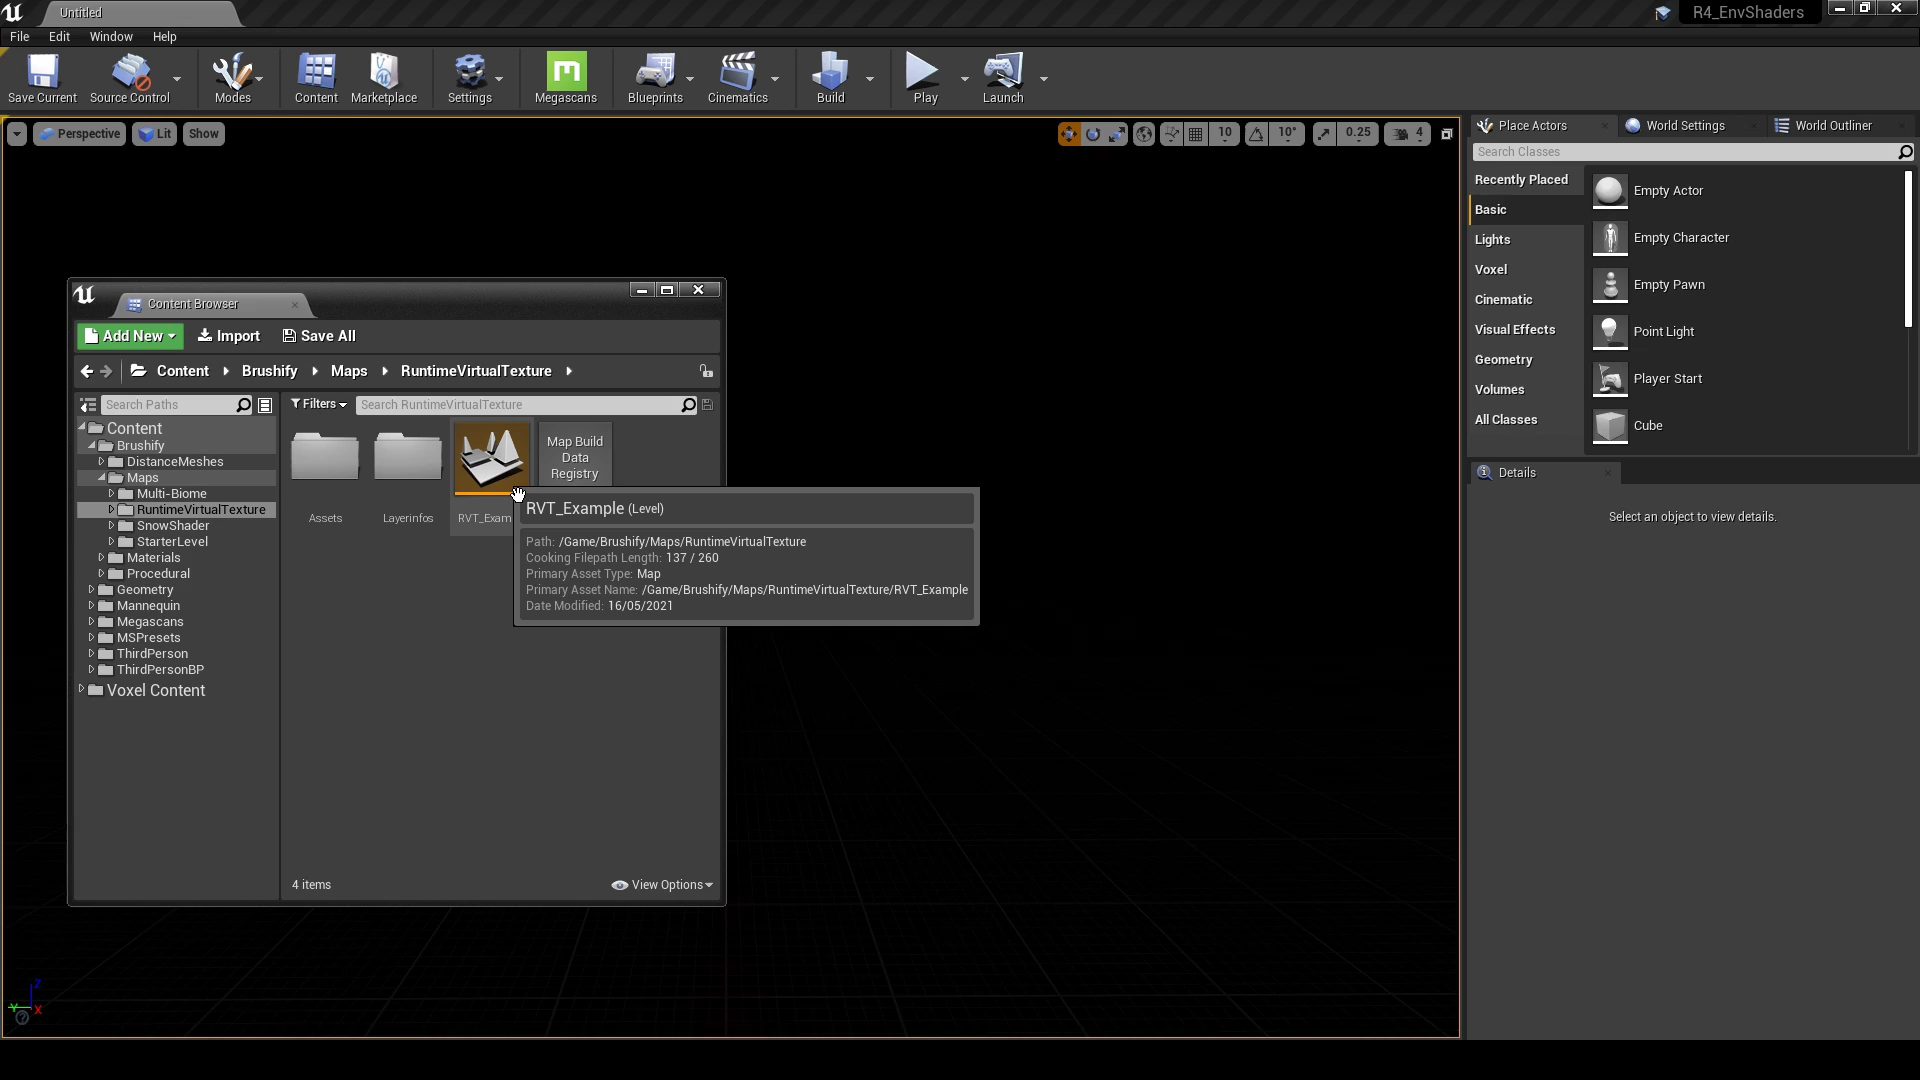 Untitled
R4_EnvShaders
File Edit Window Help
Save Current
Source Control
Modes
Content
Marketplace
Settings
Megascans
Blueprints
Cinematics
Build
Play
Launch
Perspective
Lit
Show
10
10°
0.25
4
Place Actors
World Settings
World Outliner
Search Classes
Recently Placed
Basic
Lights
Voxel
Cinematic
Visual Effects
Geometry
Volumes
All Classes
Empty Actor
Empty Character
Empty Pawn
Point Light
Player Start
Cube
Details
Select an object to view details.
Content Browser
Add New
Import
Save All
Content
Brushify
Maps
RuntimeVirtualTexture
Search Paths
Filters
Search RuntimeVirtualTexture
Content
Brushify
DistanceMeshes
Maps
Multi-Biome
RuntimeVirtualTexture
SnowShader
StarterLevel
Materials
Procedural
Geometry
Mannequin
Megascans
MSPresets
ThirdPerson
ThirdPersonBP
Voxel Content
Assets
Layerinfos
RVT_Exam
Map Build
Data
Registry
RVT_Example (Level)
Path: /Game/Brushify/Maps/RuntimeVirtualTexture
Cooking Filepath Length: 137 / 260
Primary Asset Type: Map
Primary Asset Name: /Game/Brushify/Maps/RuntimeVirtualTexture/RVT_Example
Date Modified: 16/05/2021
4 items
View Options
Z
Y
X